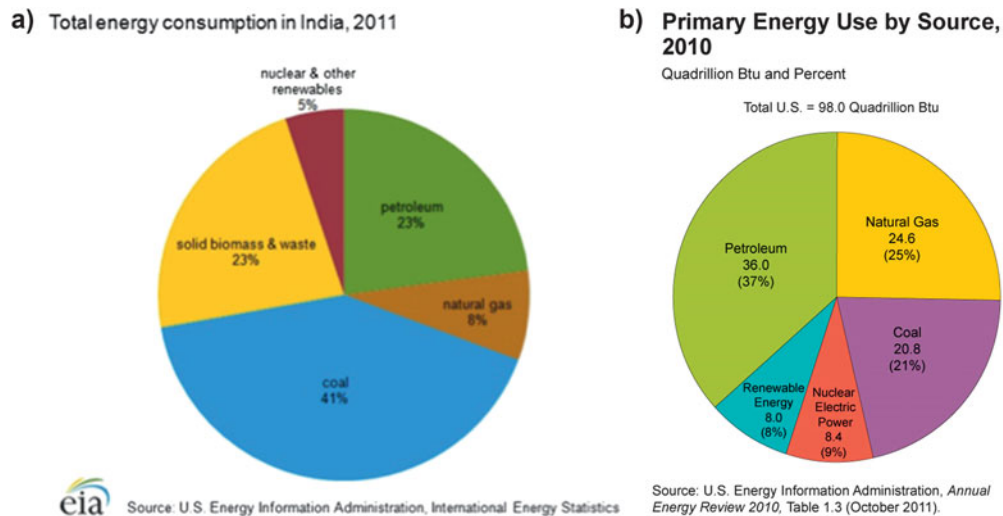 a) Total energy consumption in India, 2011
nuclear & other
renewables
5%
petroleum
23%
solid biomass & waste
23%
natural gas
8%
coal
41%
eia
Source: U.S. Energy Information Administration, International Energy Statistics
b) Primary Energy Use by Source,
2010
Quadrillion Btu and Percent
Total U.S. = 98.0 Quadrillion Btu
Natural Gas
24.6
(25%)
Petroleum
36.0
(37%)
Coal
20.8
(21%)
Renewable
Energy
8.0
(8%)
Nuclear
Electric
Power
8.4
(9%)
Source: U.S. Energy Information Administration, Annual
Energy Review 2010, Table 1.3 (October 2011).